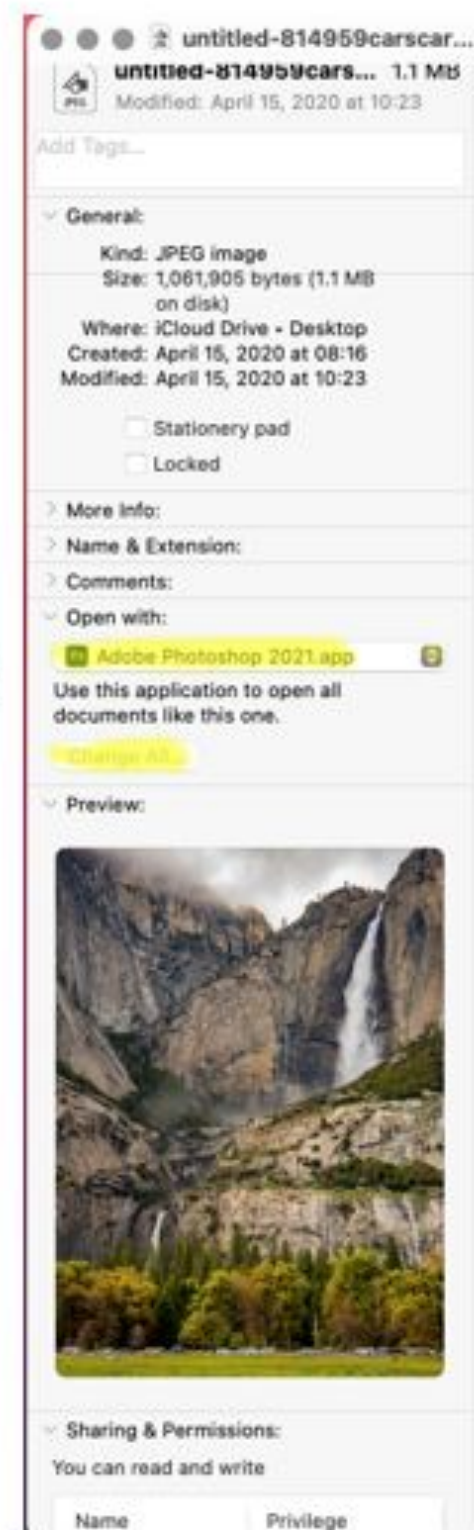 untitled-814959carscar...
untitled-814959cars... 1.1 MB
JPEG
Modified: April 15, 2020 at 10:23
Add Tags...
General:
Kind: JPEG image
Size: 1,061,905 bytes (1.1 MB
on disk)
Where: iCloud Drive - Desktop
Created: April 15, 2020 at 08:16
Modified: April 15, 2020 at 10:23
Stationery pad
Locked
More Info:
Name & Extension:
Comments:
Open with:
Adobe Photoshop 2021.app
Use this application to open all
documents like this one.
Change All...
Preview:
Sharing & Permissions:
You can read and write
Name Privilege